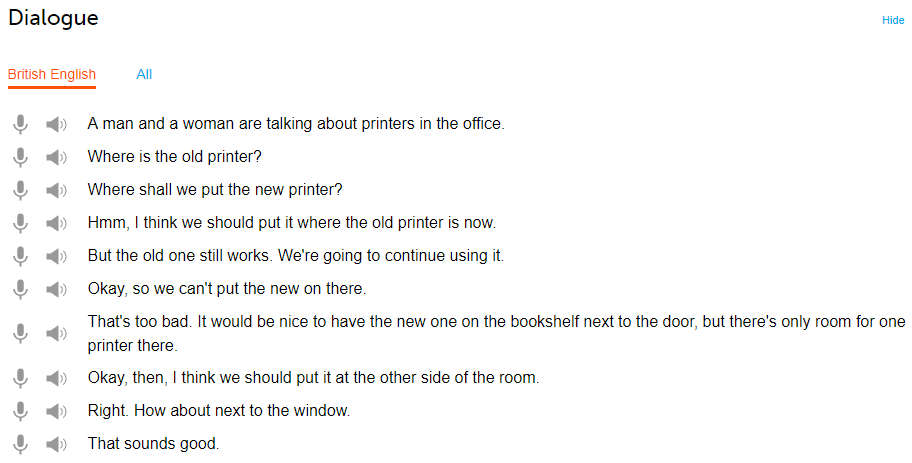 Dialogue
Hide
British English
All
A man and a woman are talking about printers in the office.
Where is the old printer?
Where shall we put the new printer?
Hmm, I think we should put it where the old printer is now.
But the old one still works. We're going to continue using it.
Okay, so we can't put the new on there.
That's too bad. It would be nice to have the new one on the bookshelf next to the door, but there's only room for one
printer there.
Okay, then, I think we should put it at the other side of the room.
Right. How about next to the window.
That sounds good.